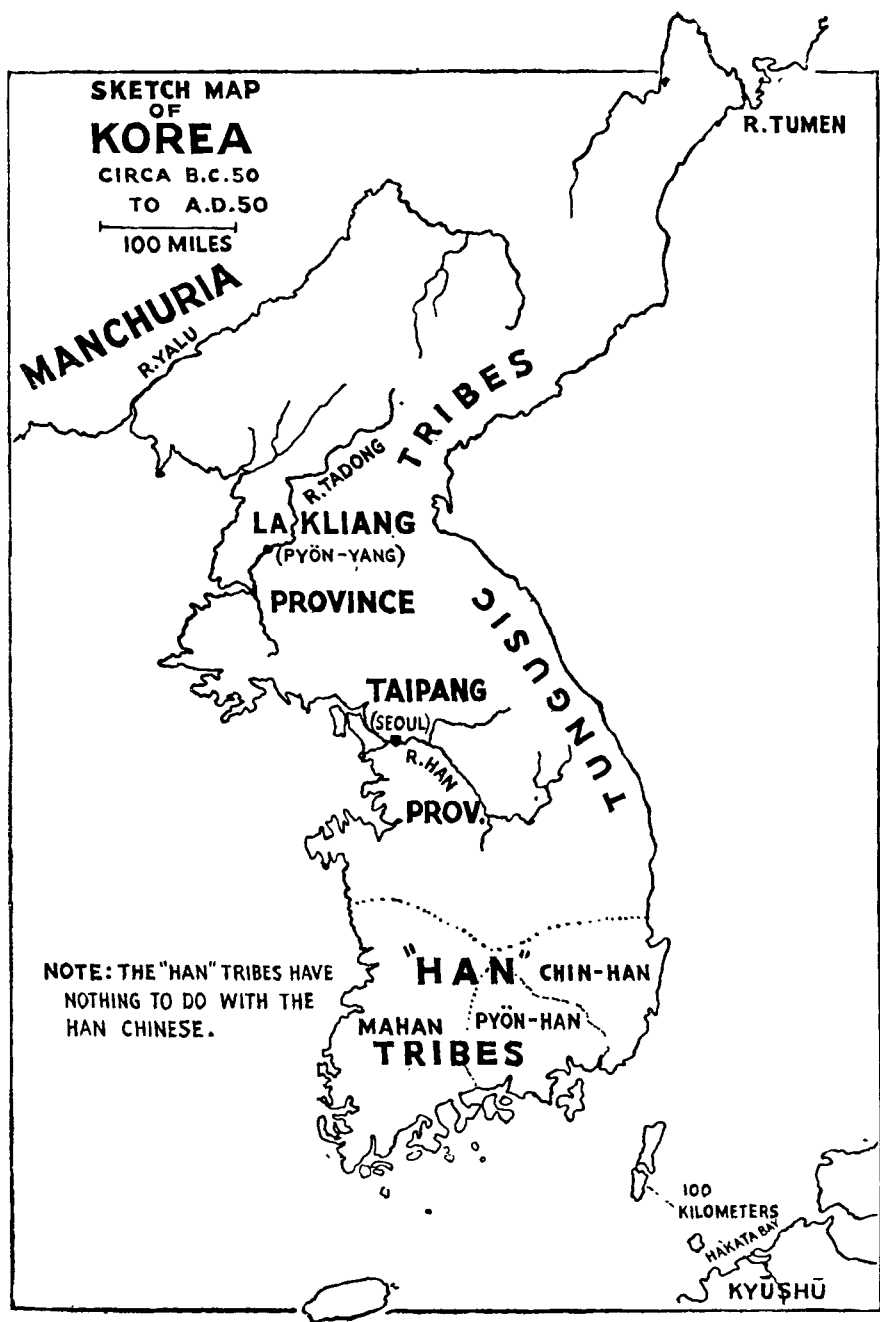 SKETCH MAP
OF
KOREA
CIRCA B.C.50
TO A.D.50
100 MILES
R.TUMEN
MANCHURIA
R.YALU
TRIBES
R.TADONG
LA KLIANG
(PYÖN-YANG)
PROVINCE
TUNGUSIC
TAIPANG
(SEOUL)
R.HAN
PROV.
"HAN"
CHIN-HAN
NOTE: THE "HAN" TRIBES HAVE
NOTHING TO DO WITH THE
HAN CHINESE.
MAHAN
PYÖN-HAN
TRIBES
100
KILOMETERS
HAKATA BAY
KYŪSHŪ